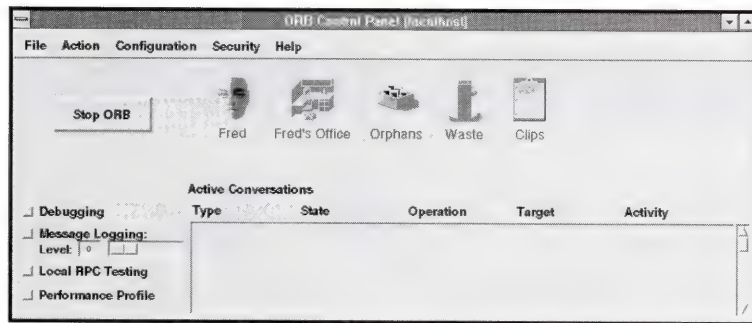 ORB Control Panel [localhost]
File Action Configuration Security Help
Stop ORB
Fred Fred's Office Orphans Waste Clips
Active Conversations
Type State Operation Target Activity
Debugging
Message Logging:
Level: 0
Local RPC Testing
Performance Profile